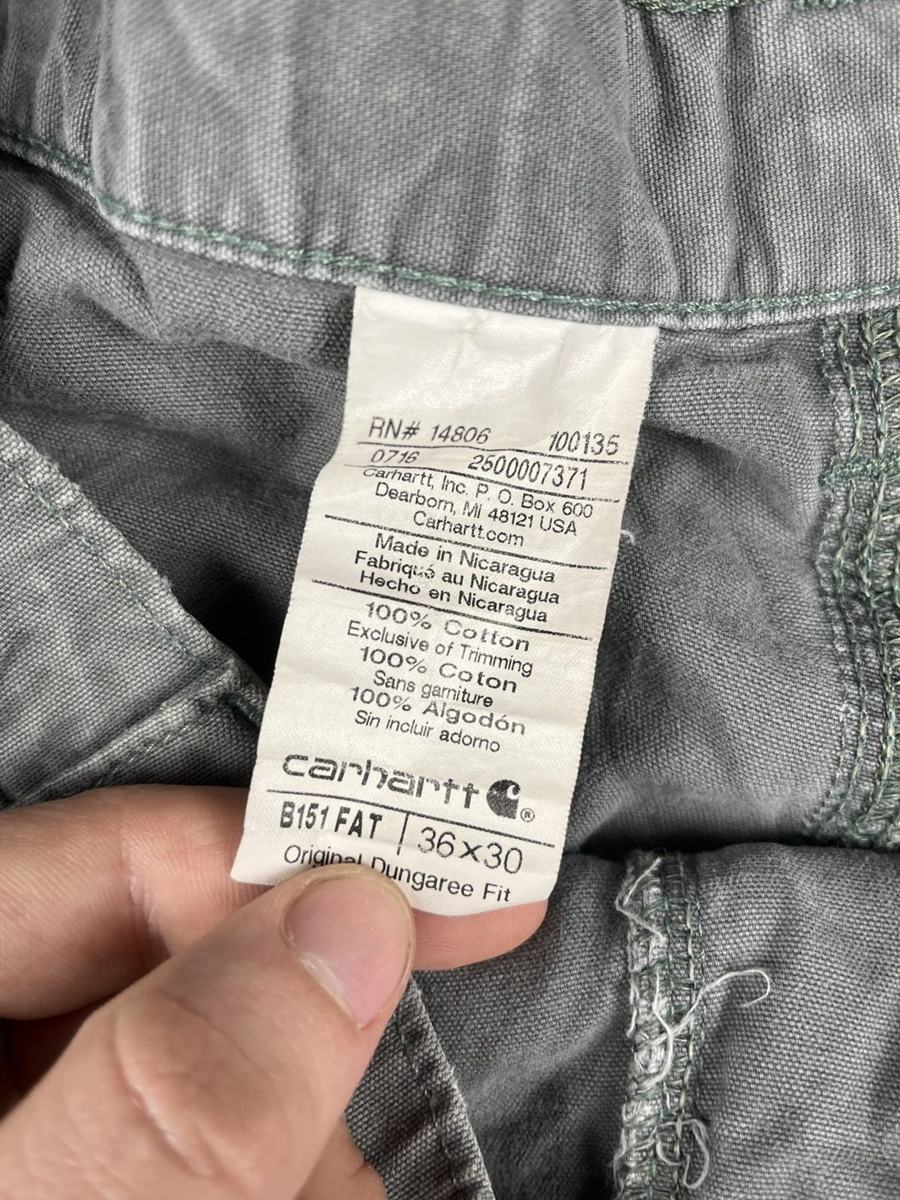 RN# 14806 100135
0716 2500007371
Carhartt, Inc. P. O. Box 600
Dearborn, MI 48121 USA
Carhartt.com
Made in Nicaragua
Fabriqué au Nicaragua
Hecho en Nicaragua
100% Cotton
Exclusive of Trimming
100% Coton
Sans garniture
100% Algodón
Sin incluir adorno
carhartt ®
B151 FAT | 36x30
Original Dungaree Fit